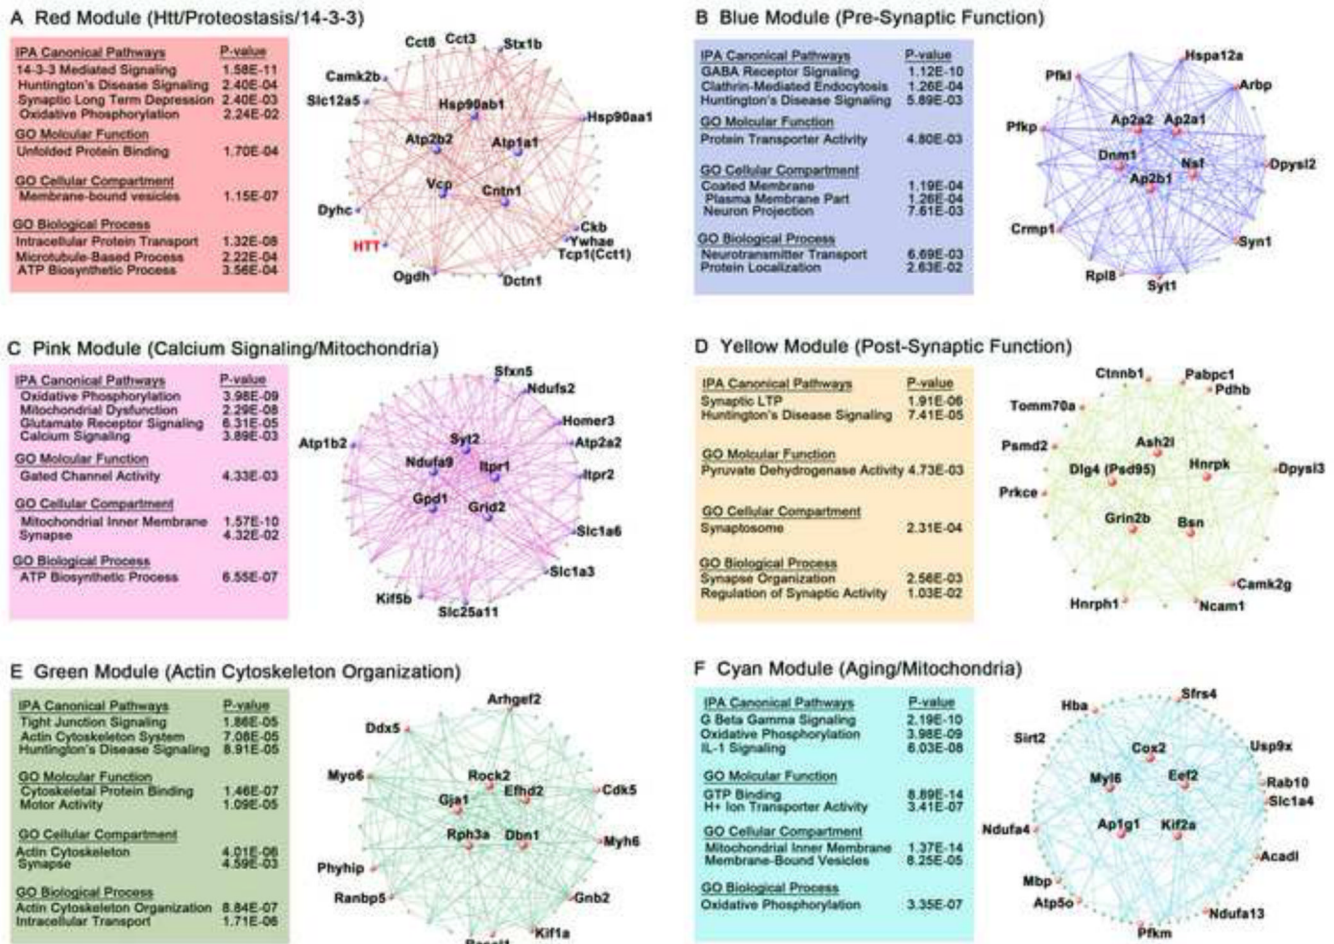 A Red Module (Htt/Proteostasis/14-3-3)
IPA Canonical Pathways P-value
14-3-3 Mediated Signaling 1.58E-11
Huntington's Disease Signaling 2.40E-04
Synaptic Long Term Depression 2.40E-03
Oxidative Phosphorylation 2.24E-02
GO Molcular Function
Unfolded Protein Binding 1.70E-04
GO Cellular Compartment
Membrane-bound vesicles 1.15E-07
GO Biological Process
Intracellular Protein Transport 1.32E-08
Microtubule-Based Process 2.22E-04
ATP Biosynthetic Process 3.56E-04
Cct8 Cct3 Stx1b
Camk2b
Slc12a5
Hsp90ab1
Hsp90aa1
Atp2b2 Atp1a1
Vcp Cntn1
Dyhc
HTT
Ckb
Ywhae
Tcp1(Cct1)
Ogdh Dctn1
B Blue Module (Pre-Synaptic Function)
IPA Canonical Pathways P-value
GABA Receptor Signaling 1.12E-10
Clathrin-Mediated Endocytosis 1.26E-04
Huntington's Disease Signaling 5.89E-03
GO Molcular Function
Protein Transporter Activity 4.80E-03
GO Cellular Compartment
Coated Membrane 1.19E-04
Plasma Membrane Part 1.26E-04
Neuron Projection 7.61E-03
GO Biological Process
Neurotransmitter Transport 6.69E-03
Protein Localization 2.63E-02
Hspa12a
Pfkl Arbp
Pfkp Ap2a2 Ap2a1
Dnm1 Nsf Dpysl2
Ap2b1
Crmp1 Syn1
Rpl8 Syt1
C Pink Module (Calcium Signaling/Mitochondria)
IPA Canonical Pathways P-value
Oxidative Phosphorylation 3.98E-09
Mitochondrial Dysfunction 2.29E-08
Glutamate Receptor Signaling 6.31E-05
Calcium Signaling 3.89E-03
GO Molcular Function
Gated Channel Activity 4.33E-03
GO Cellular Compartment
Mitochondrial Inner Membrane 1.57E-10
Synapse 4.32E-02
GO Biological Process
ATP Biosynthetic Process 6.55E-07
Sfxn5
Ndufs2
Homer3
Atp1b2 Syt2 Atp2a2
Ndufa9 Itpr1 Itpr2
Gpd1 Grid2
Slc1a6
Slc1a3
Kif5b Slc25a11
D Yellow Module (Post-Synaptic Function)
IPA Canonical Pathways P-value
Synaptic LTP 1.91E-06
Huntington's Disease Signaling 7.41E-05
GO Molcular Function
Pyruvate Dehydrogenase Activity 4.73E-03
GO Cellular Compartment
Synaptosome 2.31E-04
GO Biological Process
Synapse Organization 2.56E-03
Regulation of Synaptic Activity 1.03E-02
Ctnnb1 Pabpc1
Pdhb
Tomm70a
Psmd2 Ash2l
Dlg4 (Psd95) Hnrpk Dpysl3
Prkce
Grin2b Bsn
Camk2g
Hnrph1 Ncam1
E Green Module (Actin Cytoskeleton Organization)
IPA Canonical Pathways P-value
Tight Junction Signaling 1.86E-05
Actin Cytoskeleton System 7.08E-05
Huntington's Disease Signaling 8.91E-05
GO Molcular Function
Cytoskeletal Protein Binding 1.46E-07
Motor Activity 1.09E-05
GO Cellular Compartment
Actin Cytoskeleton 4.01E-06
Synapse 4.59E-03
GO Biological Process
Actin Cytoskeleton Organization 8.84E-07
Intracellular Transport 1.71E-06
Arhgef2
Ddx5
Myo6 Rock2
Gja1 Efhd2 Cdk5
Rph3a Dbn1 Myh6
Phyhip
Ranbp5 Gnb2
Kif1a
F Cyan Module (Aging/Mitochondria)
IPA Canonical Pathways P-value
G Beta Gamma Signaling 2.19E-10
Oxidative Phosphorylation 3.98E-09
IL-1 Signaling 6.03E-08
GO Molcular Function
GTP Binding 8.89E-14
H+ Ion Transporter Activity 3.41E-07
GO Cellular Compartment
Mitochondrial Inner Membrane 1.37E-14
Membrane-Bound Vesicles 8.25E-05
GO Biological Process
Oxidative Phosphorylation 3.35E-07
Hba Sfrs4
Sirt2 Cox2 Usp9x
Myl6 Eef2 Rab10
Slc1a4
Ndufa4 Ap1g1 Kif2a
Acadl
Mbp
Atp5o Ndufa13
Pfkm